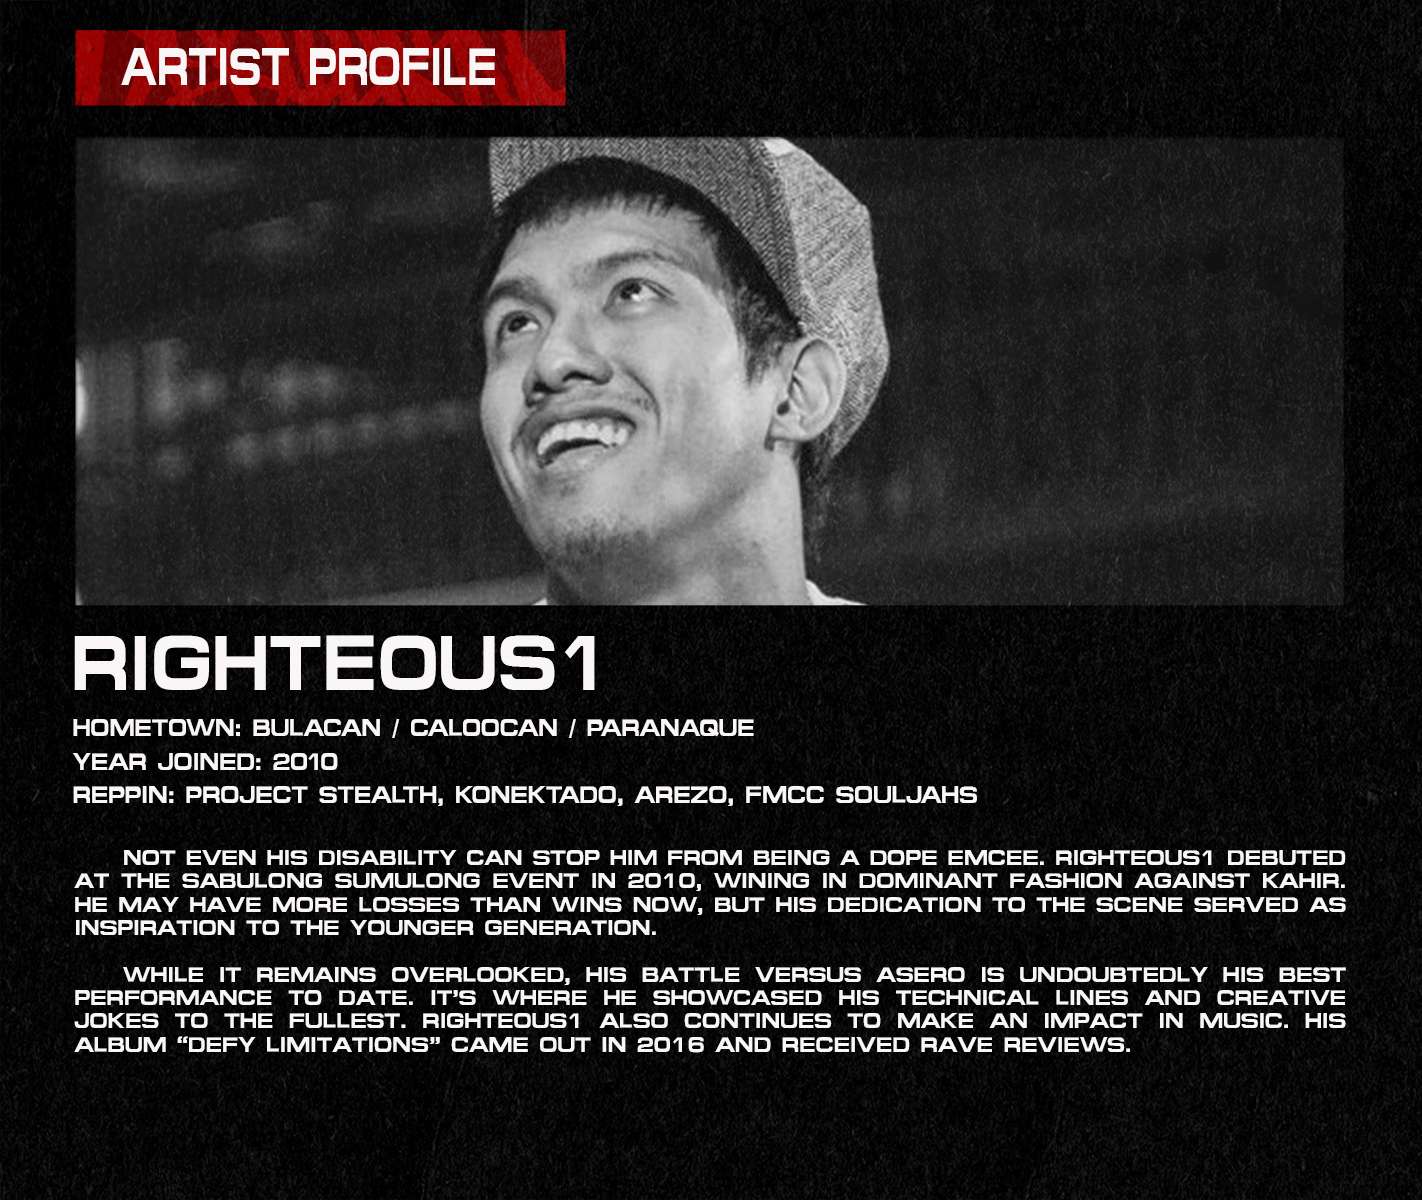 ARTIST PROFILE
RIGHTEOUS1
HOMETOWN: BULACAN / CALOOCAN / PARANAQUE
YEAR JOINED: 2010
REPPIN: PROJECT STEALTH, KONEKTADO, AREZO, FMCC SOULJAHS
NOT EVEN HIS DISABILITY CAN STOP HIM FROM BEING A DOPE EMCEE. RIGHTEOUS1 DEBUTED
AT THE SABULONG SUMULONG EVENT IN 2010, WINING IN DOMINANT FASHION AGAINST KAHIR.
HE MAY HAVE MORE LOSSES THAN WINS NOW, BUT HIS DEDICATION TO THE SCENE SERVED AS
INSPIRATION TO THE YOUNGER GENERATION.
WHILE IT REMAINS OVERLOOKED, HIS BATTLE VERSUS ASERO IS UNDOUBTEDLY HIS BEST
PERFORMANCE TO DATE. IT'S WHERE HE SHOWCASED HIS TECHNICAL LINES AND CREATIVE
JOKES TO THE FULLEST. RIGHTEOUS1 ALSO CONTINUES TO MAKE AN IMPACT IN MUSIC. HIS
ALBUM “DEFY LIMITATIONS” CAME OUT IN 2016 AND RECEIVED RAVE REVIEWS.